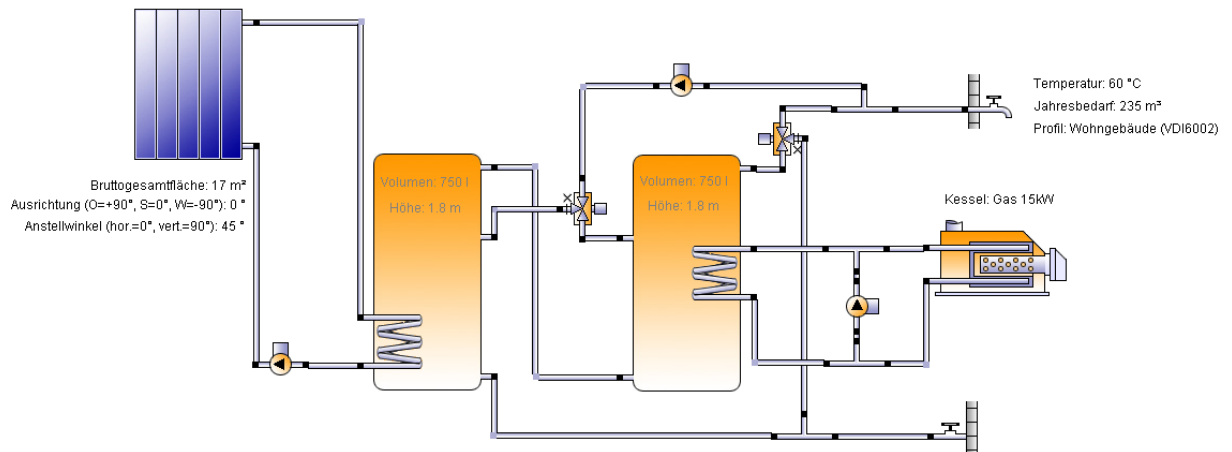 Temperatur: 60 °C
Jahresbedarf: 235 m³
Profil: Wohngebäude (VDI6002)
Bruttogesamtfläche: 17 m²
Ausrichtung (O=+90°, S=0°, W=-90°): 0 °
Anstellwinkel (hor.=0°, vert.=90°): 45 °
Volumen: 750 l
Höhe: 1.8 m
Volumen: 750 l
Höhe: 1.8 m
Kessel: Gas 15kW